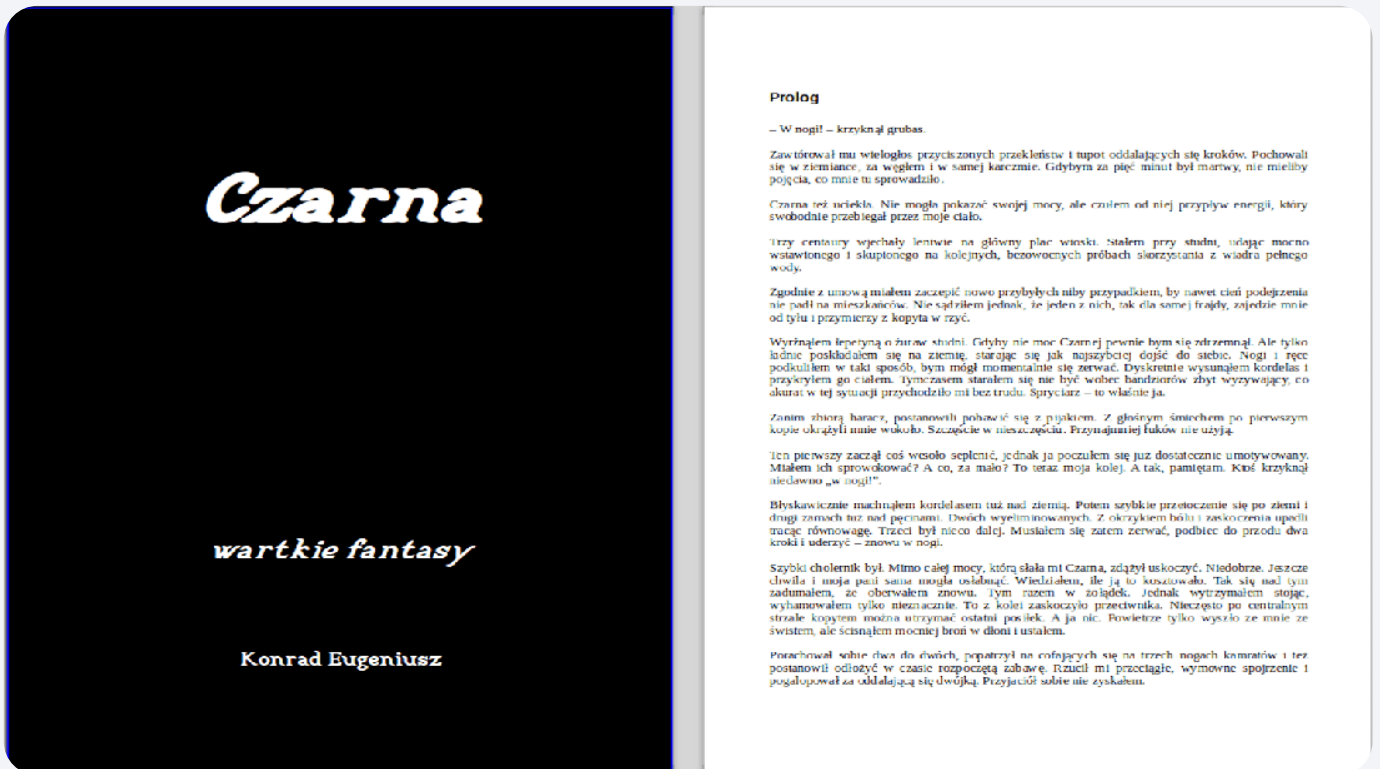 Czarna
wartkie fantasy
Konrad Eugeniusz
Prolog
– W nogi! – krzyknął grubas.
Zawtórował mu wielogłos przyciszonych przekleństw i tupot oddalających się kroków. Pochowali
się w ziemiance, za węgłem i w samej karczmie. Gdybym za pięć minut był martwy, nie mieliby
pojęcia, co mnie tu sprowadziło.
Czarna też uciekła. Nie mogła pokazać swojej mocy, ale czułem od niej przypływ energii, który
swobodnie przebiegał przez moje ciało.
Trzy centaury wjechały leniwie na główny plac wioski. Stałem przy studni, udając mocno
wstawionego i skupionego na kolejnych, bezowocnych próbach skorzystania z wiadra pełnego
wody.
Zgodnie z umową miałem zaczepić nowo przybyłych niby przypadkiem, by nawet cień podejrzenia
nie padł na mieszkańców. Nie sądziłem jednak, że jeden z nich, tak dla samej frajdy, zajedzie mnie
od tyłu i przymierzy z kopyta w rzyć.
Wyrżnąłem łepetyną o żuraw studni. Gdyby nie moc Czarnej pewnie bym się zdrzemnął. Ale tylko
ładnie poskładałem się na ziemię, starając się jak najszybciej dojść do siebie. Nogi i ręce
podkuliłem w taki sposób, bym mógł momentalnie się zerwać. Dyskretnie wysunąłem kordelas i
przykryłem go ciałem. Tymczasem starałem się nie być wobec bandziorów zbyt wyzywający, co
akurat w tej sytuacji przychodziło mi bez trudu. Spryciarz – to właśnie ja.
Zanim zbiorą haracz, postanowili pobawić się z pijakiem. Z głośnym śmiechem po pierwszym
kopie okrążyli mnie wokoło. Szczęście w nieszczęściu. Przynajmniej łuków nie użyją.
Ten pierwszy zaczął coś wesoło seplenić, jednak ja poczułem się już dostatecznie umotywowany.
Miałem ich sprowokować? A co, za mało? To teraz moja kolej. A tak, pamiętam. Ktoś krzyknął
niedawno „w nogi!”.
Błyskawicznie machnąłem kordelasem tuż nad ziemią. Potem szybkie przetoczenie się po ziemi i
drugi zamach tuż nad pęcinami. Dwóch wyeliminowanych. Z okrzykiem bólu i zaskoczenia upadli
tracąc równowagę. Trzeci był nieco dalej. Musiałem się zatem zerwać, podbiec do przodu dwa
kroki i uderzyć – znowu w nogi.
Szybki cholernik był. Mimo całej mocy, którą słała mi Czarna, zdążył uskoczyć. Niedobrze. Jeszcze
chwila i moja pani sama mogła osłabnąć. Wiedziałem, ile ją to kosztowało. Tak się nad tym
zadumałem, że oberwałem znowu. Tym razem w żołądek. Jednak wytrzymałem stojąc,
wyhamowałem tylko nieznacznie. To z kolei zaskoczyło przeciwnika. Nieczęsto po centralnym
strzale kopytem można utrzymać ostatni posiłek. A ja nic. Powietrze tylko wyszło ze mnie ze
świstem, ale ścisnąłem mocniej broń w dłoni i ustałem.
Porachował sobie dwa do dwóch, popatrzył na cofających się na trzech nogach kamratów i też
postanowił odłożyć w czasie rozpoczętą zabawę. Rzucił mi przeciągłe, wymowne spojrzenie i
pogalopował za oddalającą się dwójką. Przyjaciół sobie nie zyskałem.